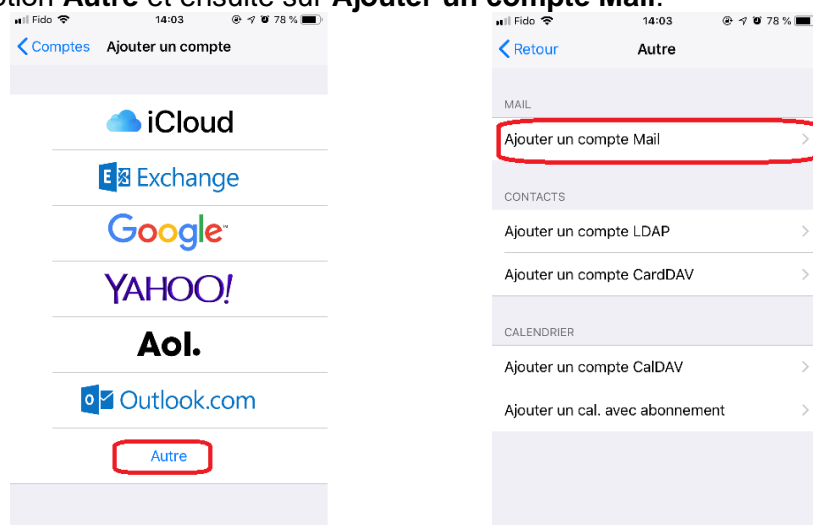 tion Autre et ensuite sur Ajouter un compte Mail.
Fido 14:03 78 %
Comptes Ajouter un compte
iCloud
Exchange
Google
YAHOO!
Aol.
Outlook.com
Autre
Fido 14:03 78 %
Retour Autre
MAIL
Ajouter un compte Mail
CONTACTS
Ajouter un compte LDAP
Ajouter un compte CardDAV
CALENDRIER
Ajouter un compte CalDAV
Ajouter un cal. avec abonnement